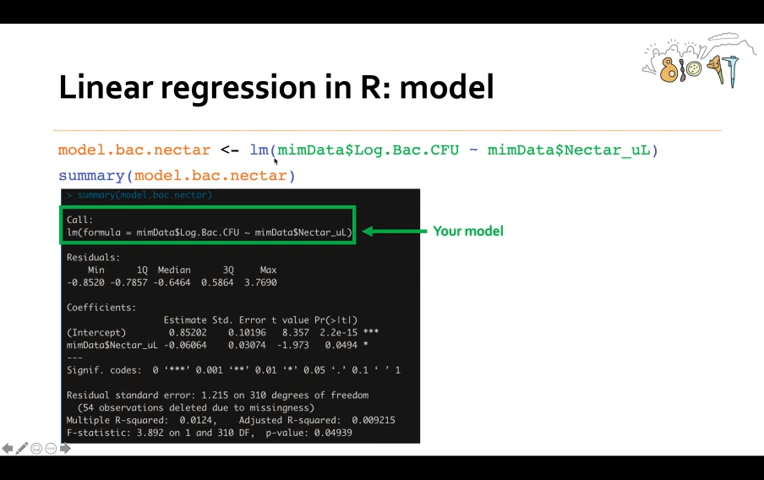 Linear regression in R: model
model.bac.nectar <- lm(mimData$Log.Bac.CFU ~ mimData$Nectar_uL)
summary(model.bac.nectar)
> summary(model.bac.nectar)
Call:
lm(formula = mimData$Log.Bac.CFU ~ mimData$Nectar_uL)
Your model
Residuals:
Min 1Q Median 3Q Max
-0.8520 -0.7857 -0.6464 0.5864 3.7690
Coefficients:
Estimate Std. Error t value Pr(>|t|)
(Intercept) 0.85202 0.10196 8.357 2.2e-15 ***
mimData$Nectar_uL -0.06064 0.03074 -1.973 0.0494 *
---
Signif. codes: 0 ‘***’ 0.001 ‘**’ 0.01 ‘*’ 0.05 ‘.’ 0.1 ‘ ’ 1
Residual standard error: 1.215 on 310 degrees of freedom
(54 observations deleted due to missingness)
Multiple R-squared: 0.0124, Adjusted R-squared: 0.009215
F-statistic: 3.892 on 1 and 310 DF, p-value: 0.04939